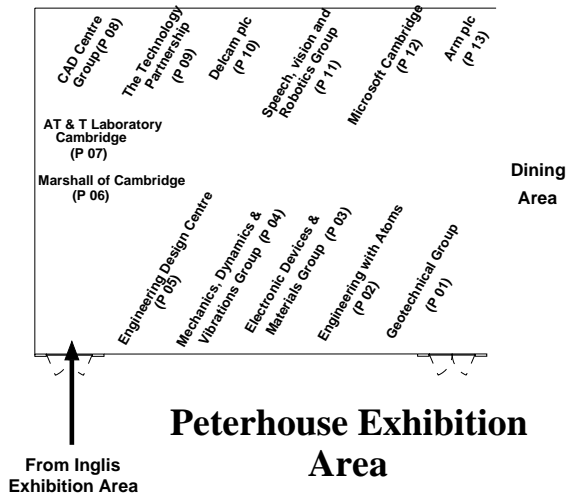 CAD Centre
Group(P 08)
The Technology
Partnership
(P 09)
Delcam plc
(P 10)
Speech, vision and
Robotics Group
(P 11)
Microsoft Cambridge
(P 12)
Arm plc
(P 13)
AT & T Laboratory
Cambridge
(P 07)
Marshall of Cambridge
(P 06)
Dining
Area
Engineering Design Centre
(P 05)
Mechanics, Dynamics &
Vibrations Group (P 04)
Electronic Devices &
Materials Group (P 03)
Engineering with Atoms
(P 02)
Geotechnical Group
(P 01)
Peterhouse Exhibition
Area
From Inglis
Exhibition Area